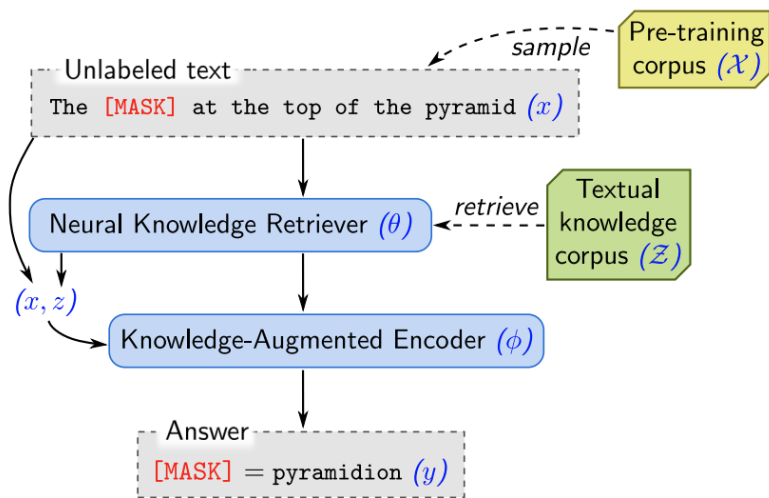 Pre-training
corpus (𝒳)
sample
Unlabeled text
The [MASK] at the top of the pyramid (x)
Textual
knowledge
corpus (𝒵)
retrieve
Neural Knowledge Retriever (θ)
(x, z)
Knowledge-Augmented Encoder (ϕ)
Answer
[MASK] = pyramidion (y)